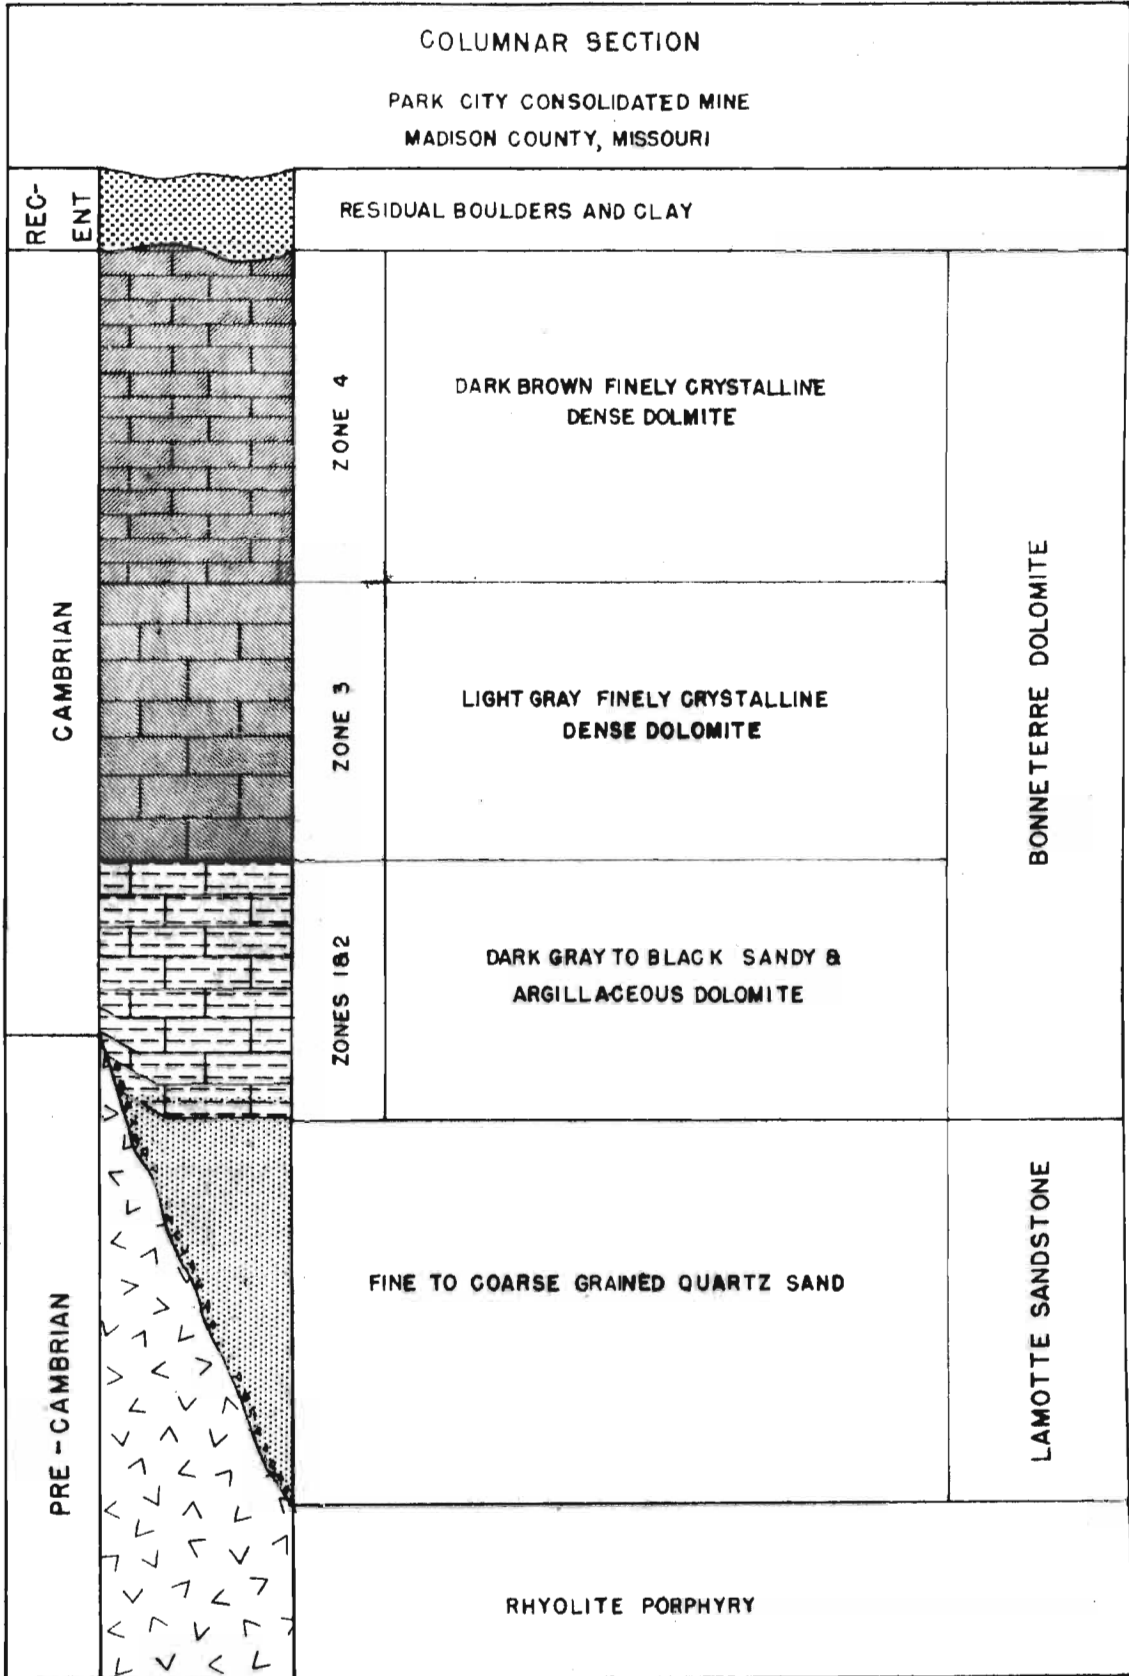 COLUMNAR SECTION
PARK CITY CONSOLIDATED MINE
MADISON COUNTY, MISSOURI
REC-
ENT
RESIDUAL BOULDERS AND CLAY
CAMBRIAN
ZONE 4
DARK BROWN FINELY CRYSTALLINE
DENSE DOLMITE
BONNETERRE DOLOMITE
ZONE 3
LIGHT GRAY FINELY CRYSTALLINE
DENSE DOLOMITE
ZONES 1&2
DARK GRAY TO BLACK SANDY &
ARGILLACEOUS DOLOMITE
PRE-CAMBRIAN
FINE TO COARSE GRAINED QUARTZ SAND
LAMOTTE SANDSTONE
RHYOLITE PORPHYRY